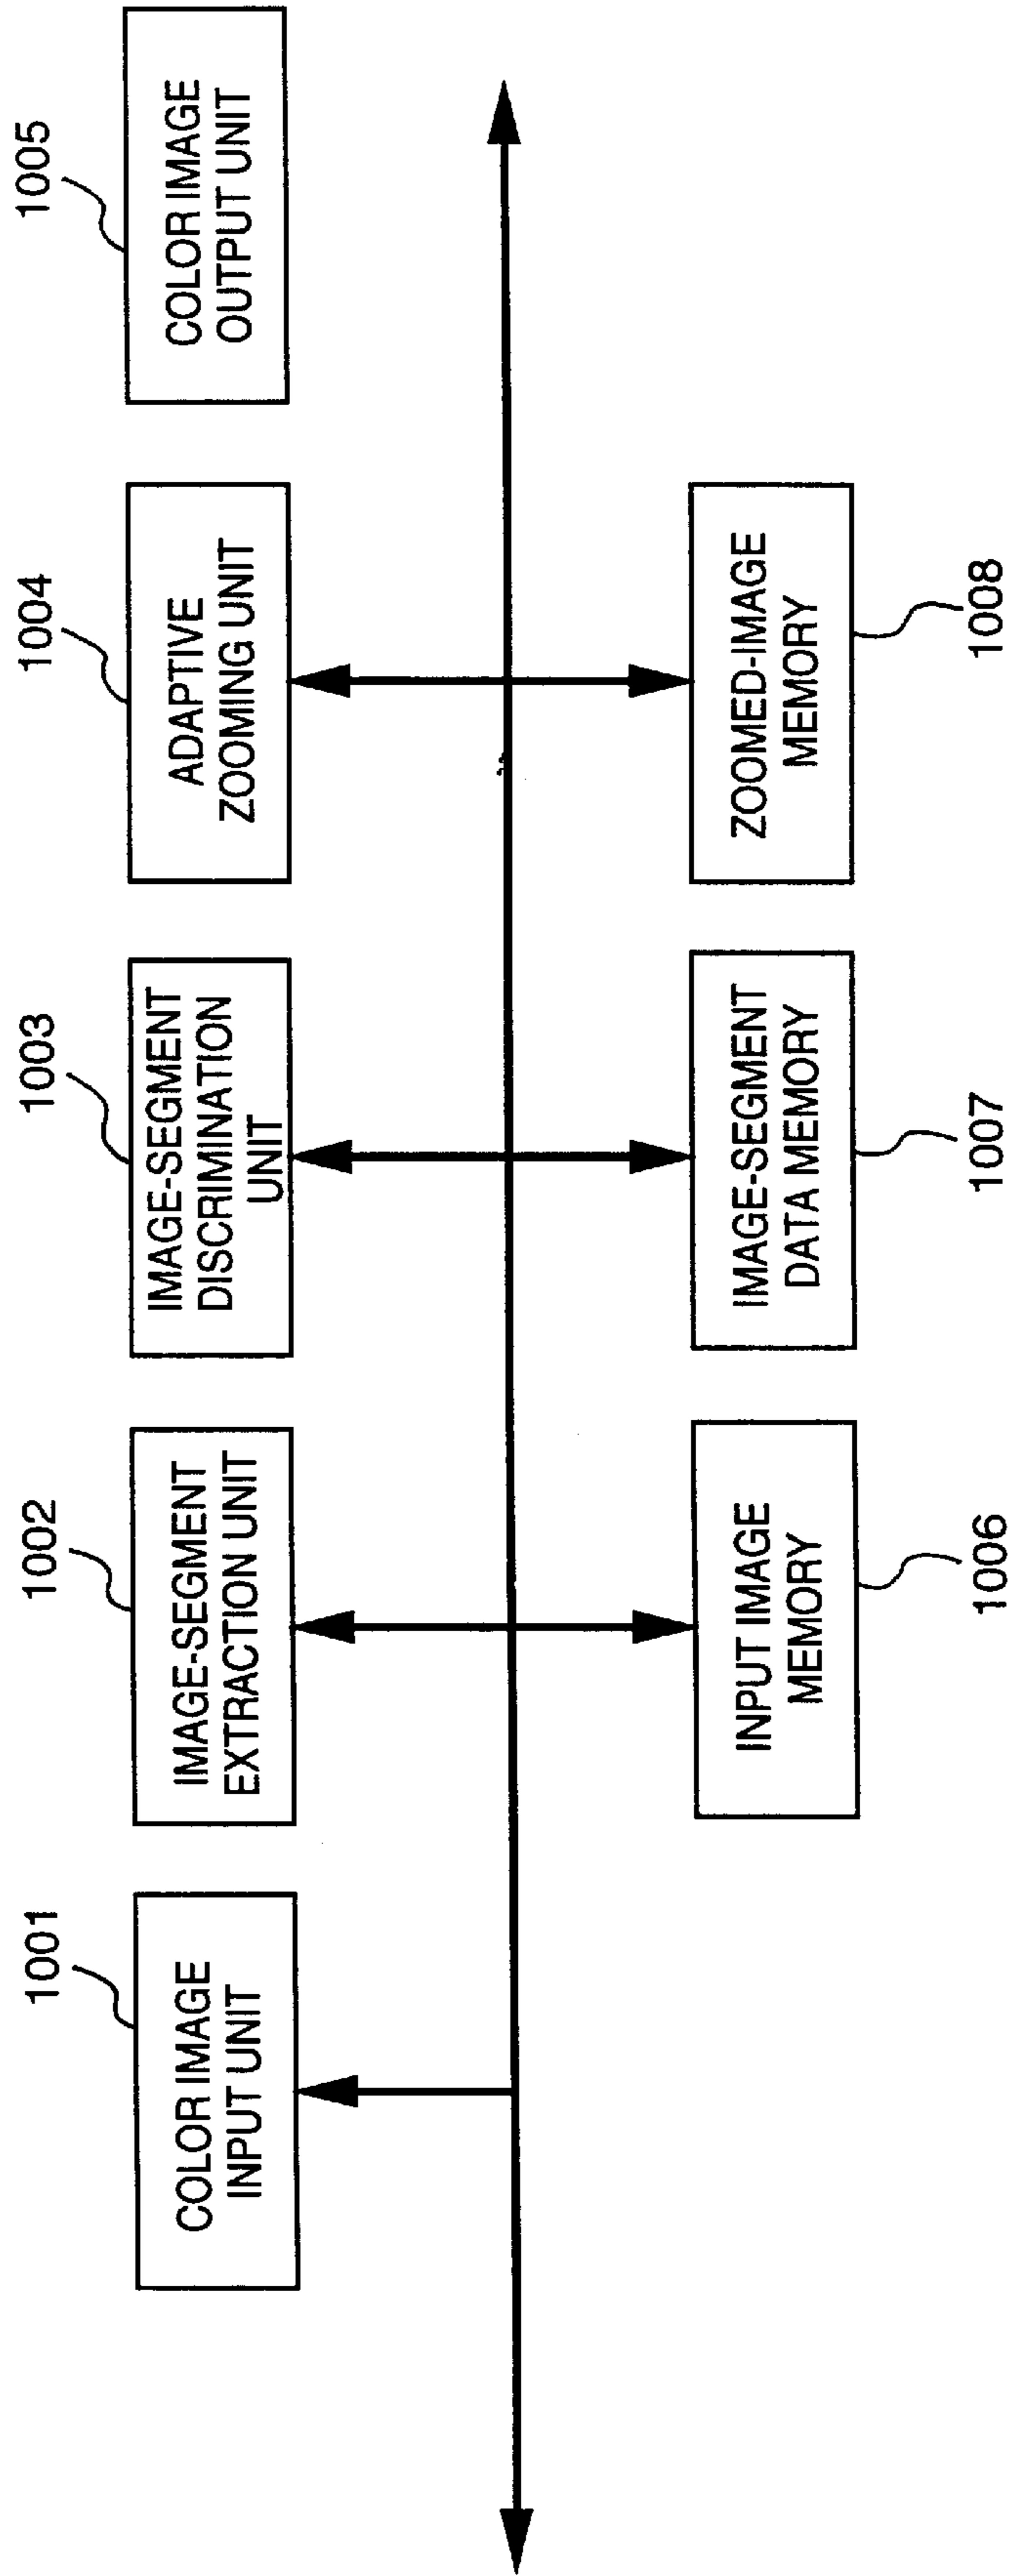 1001
COLOR IMAGE
INPUT UNIT
1002
IMAGE-SEGMENT
EXTRACTION UNIT
1003
IMAGE-SEGMENT
DISCRIMINATION
UNIT
1004
ADAPTIVE
ZOOMING UNIT
1005
COLOR IMAGE
OUTPUT UNIT
INPUT IMAGE
MEMORY
1006
IMAGE-SEGMENT
DATA MEMORY
1007
ZOOMED-IMAGE
MEMORY
1008